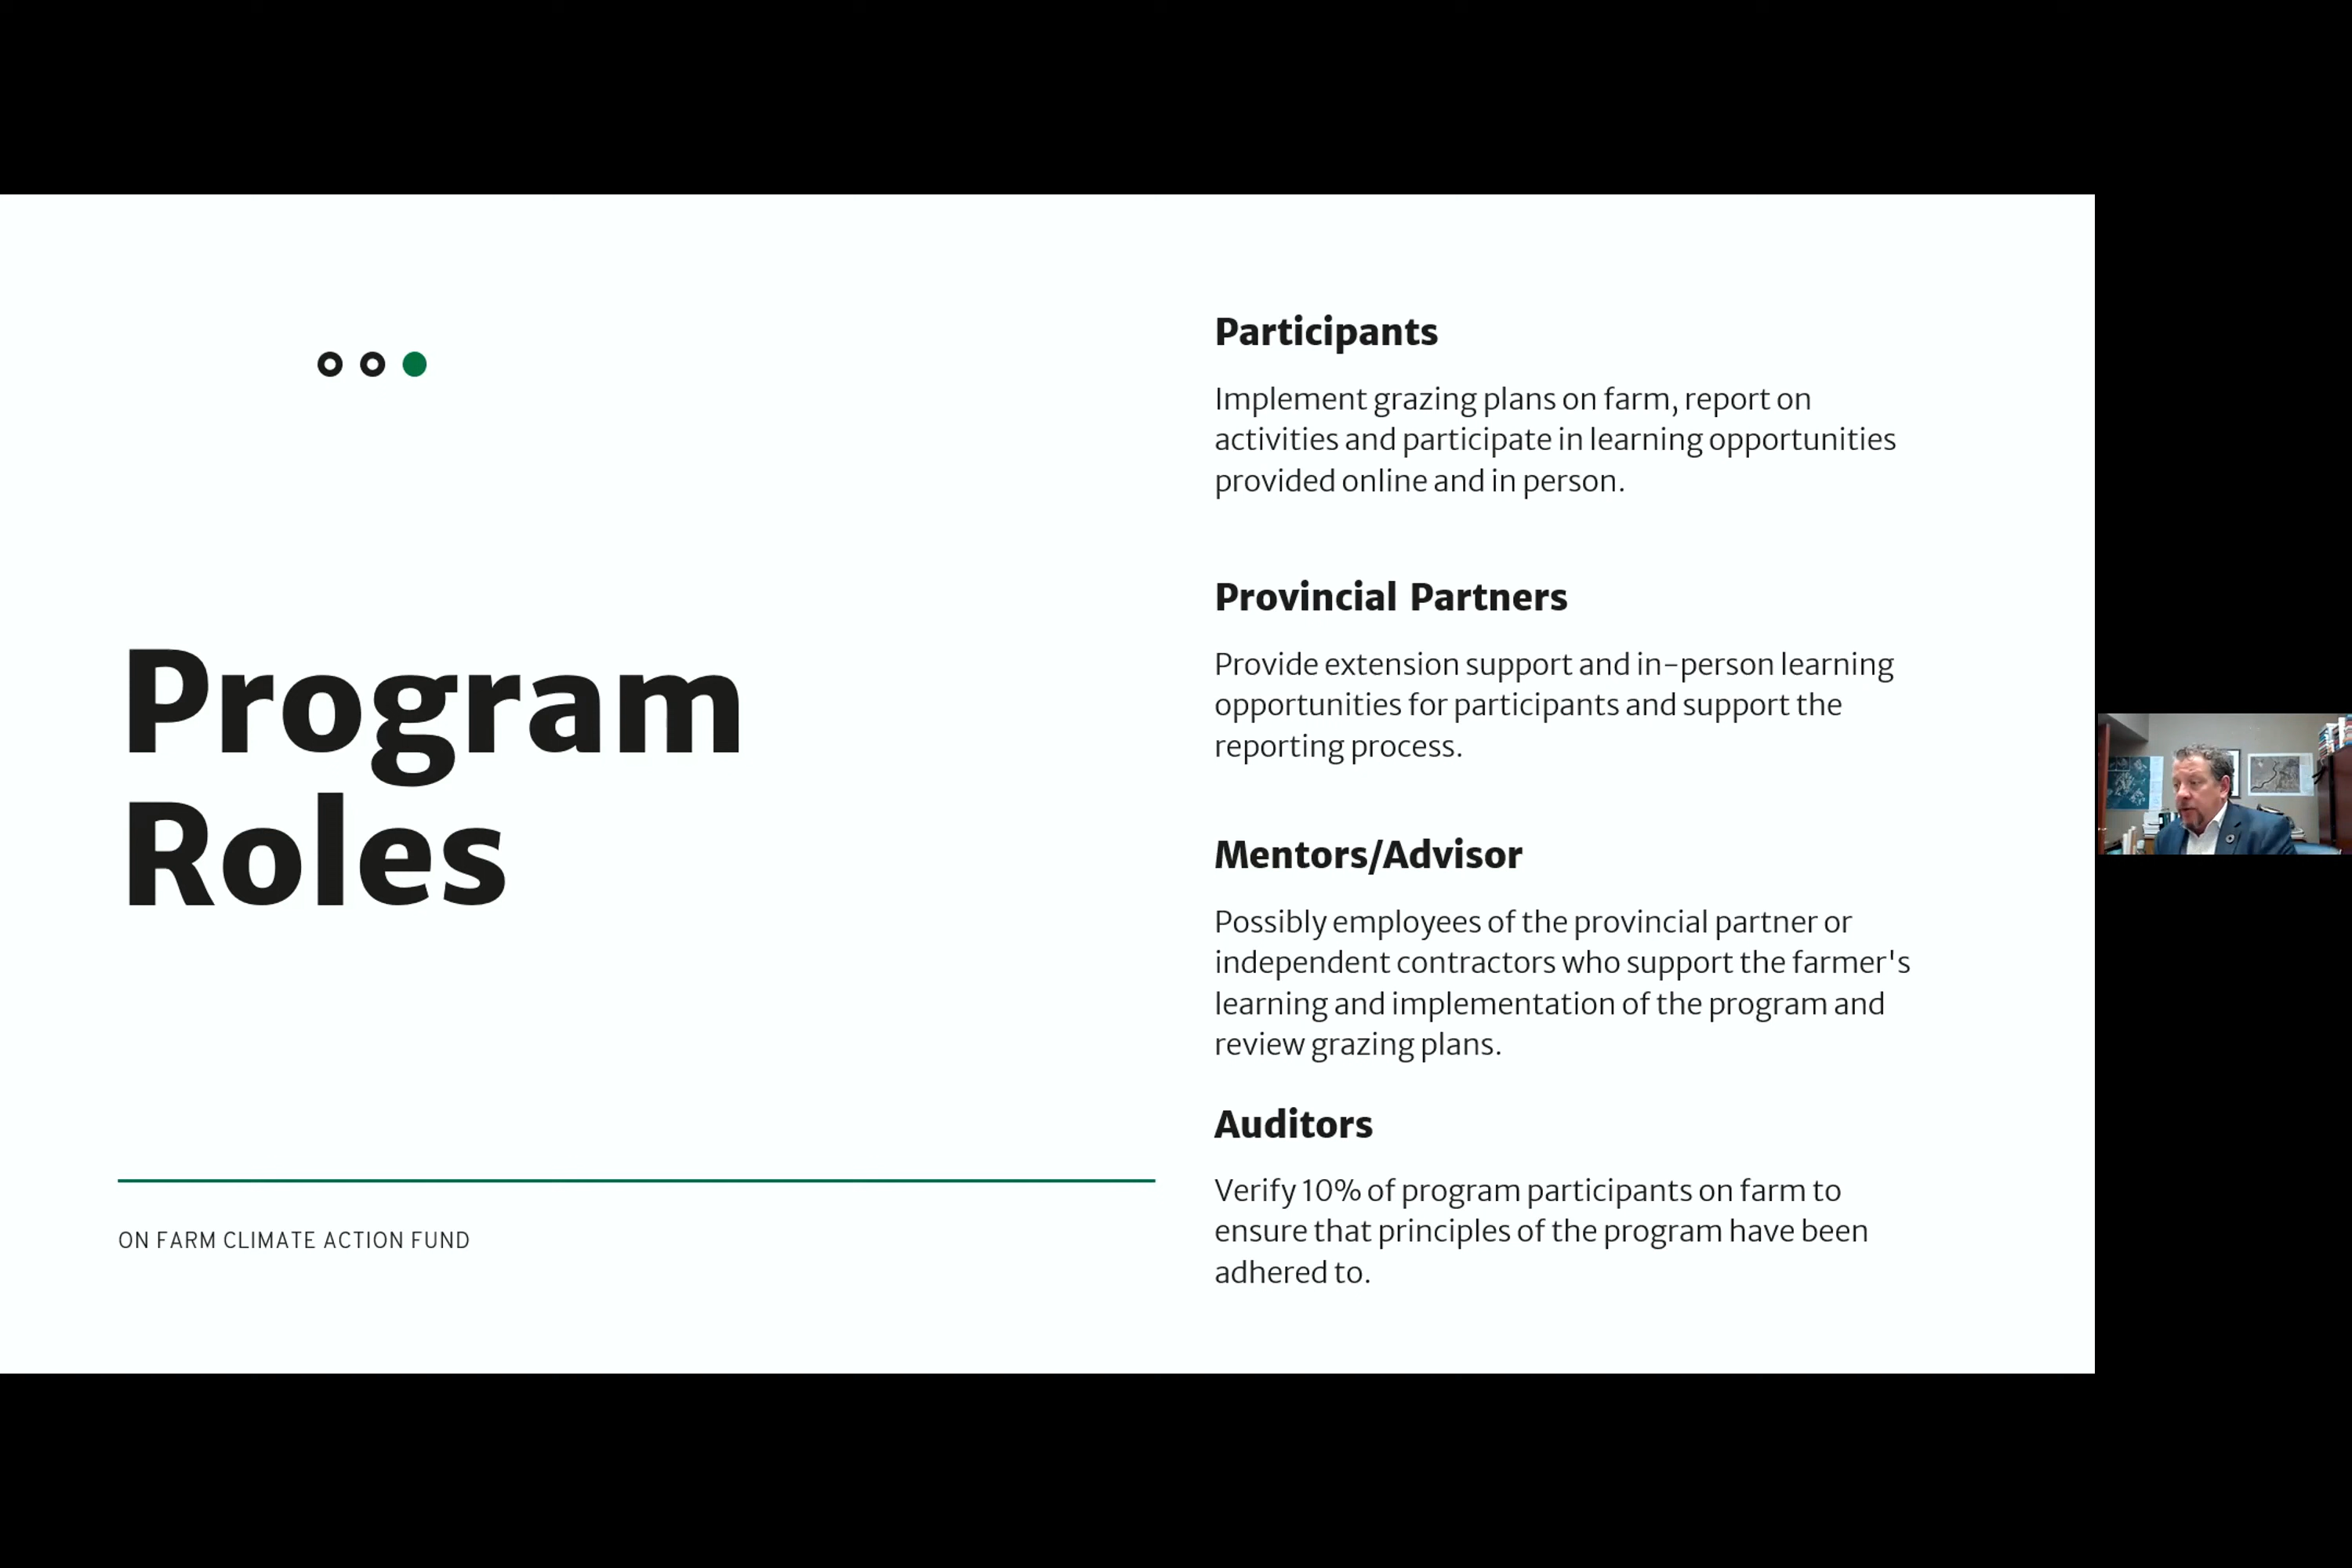 Program
Roles
ON FARM CLIMATE ACTION FUND
Participants
Implement grazing plans on farm, report on
activities and participate in learning opportunities
provided online and in person.
Provincial Partners
Provide extension support and in-person learning
opportunities for participants and support the
reporting process.
Mentors/Advisor
Possibly employees of the provincial partner or
independent contractors who support the farmer's
learning and implementation of the program and
review grazing plans.
Auditors
Verify 10% of program participants on farm to
ensure that principles of the program have been
adhered to.